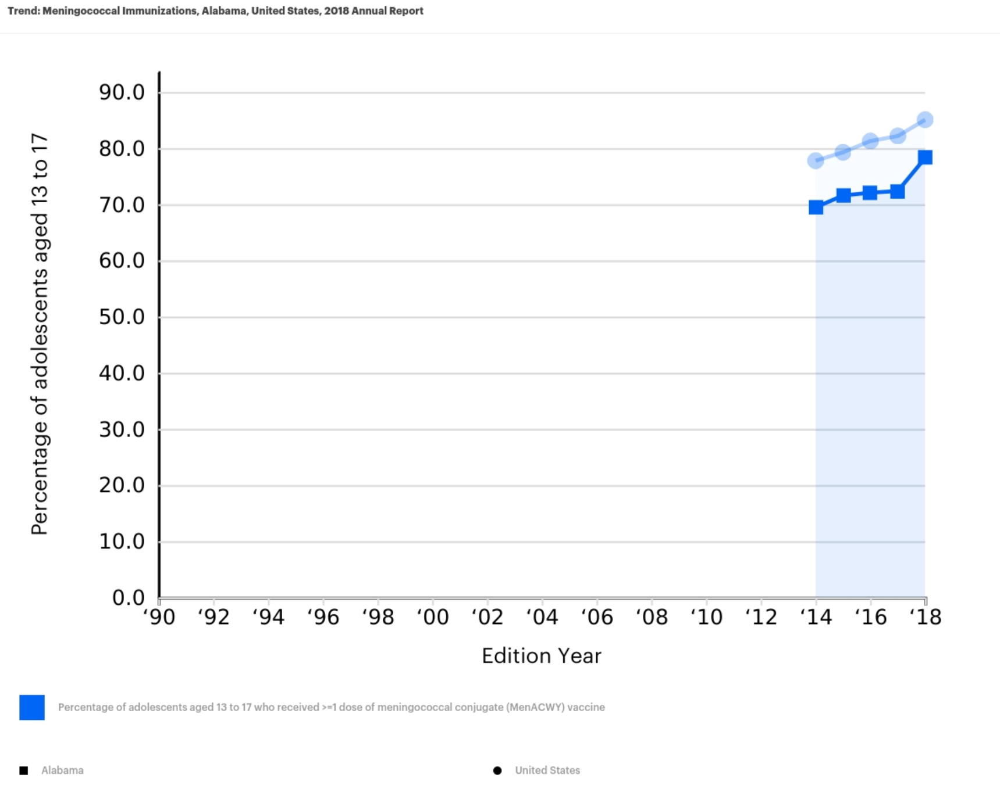 Trend: Meningococcal Immunizations, Alabama, United States, 2018 Annual Report
Percentage of adolescents aged 13 to 17
90.0
80.0
70.0
60.0
50.0
40.0
30.0
20.0
10.0
0.0
‘90 ‘92 ‘94 ‘96 ‘98 ‘00 ‘02 ‘04 ‘06 ‘08 ‘10 ‘12 ‘14 ‘16 ‘18
Edition Year
Percentage of adolescents aged 13 to 17 who received >=1 dose of meningococcal conjugate (MenACWY) vaccine
Alabama United States